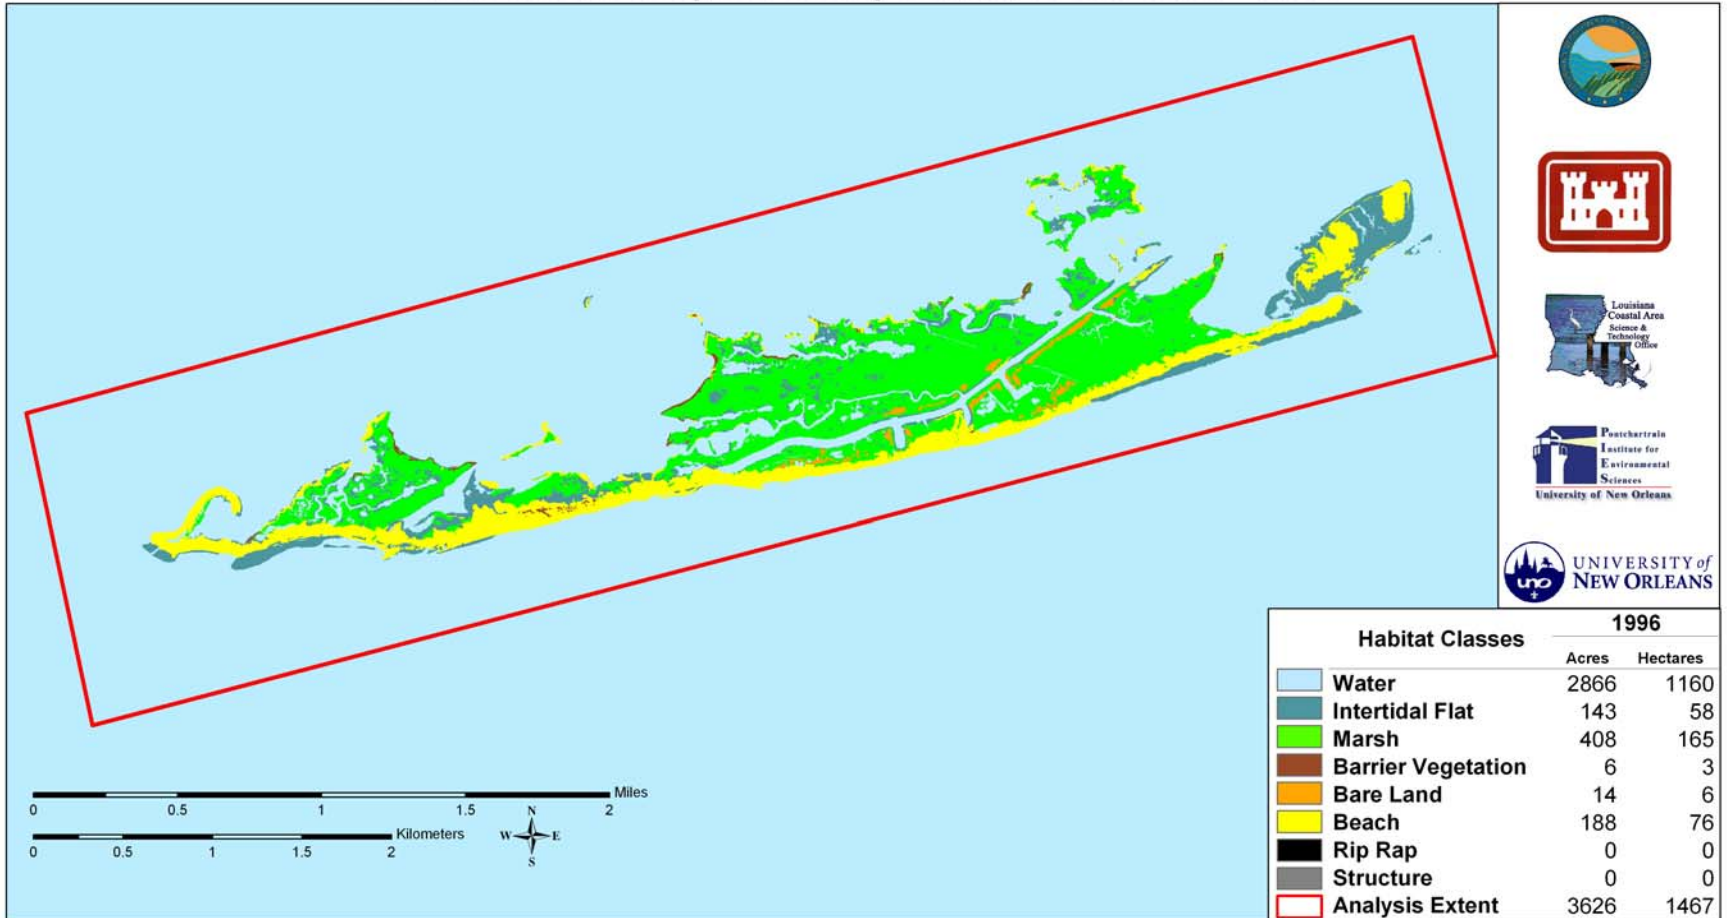 Louisiana
Coastal Area
Science &
Technology
Office
Pontchartrain
Institute for
Environmental
Sciences
University of New Orleans
uno
UNIVERSITY of
NEW ORLEANS
Habitat Classes 1996
Acres Hectares
Water 2866 1160
Intertidal Flat 143 58
Marsh 408 165
Barrier Vegetation 6 3
Bare Land 14 6
Beach 188 76
Rip Rap 0 0
Structure 0 0
Analysis Extent 3626 1467
Miles
0 0.5 1 1.5 2
Kilometers
0 0.5 1 1.5 2
N
W E
S